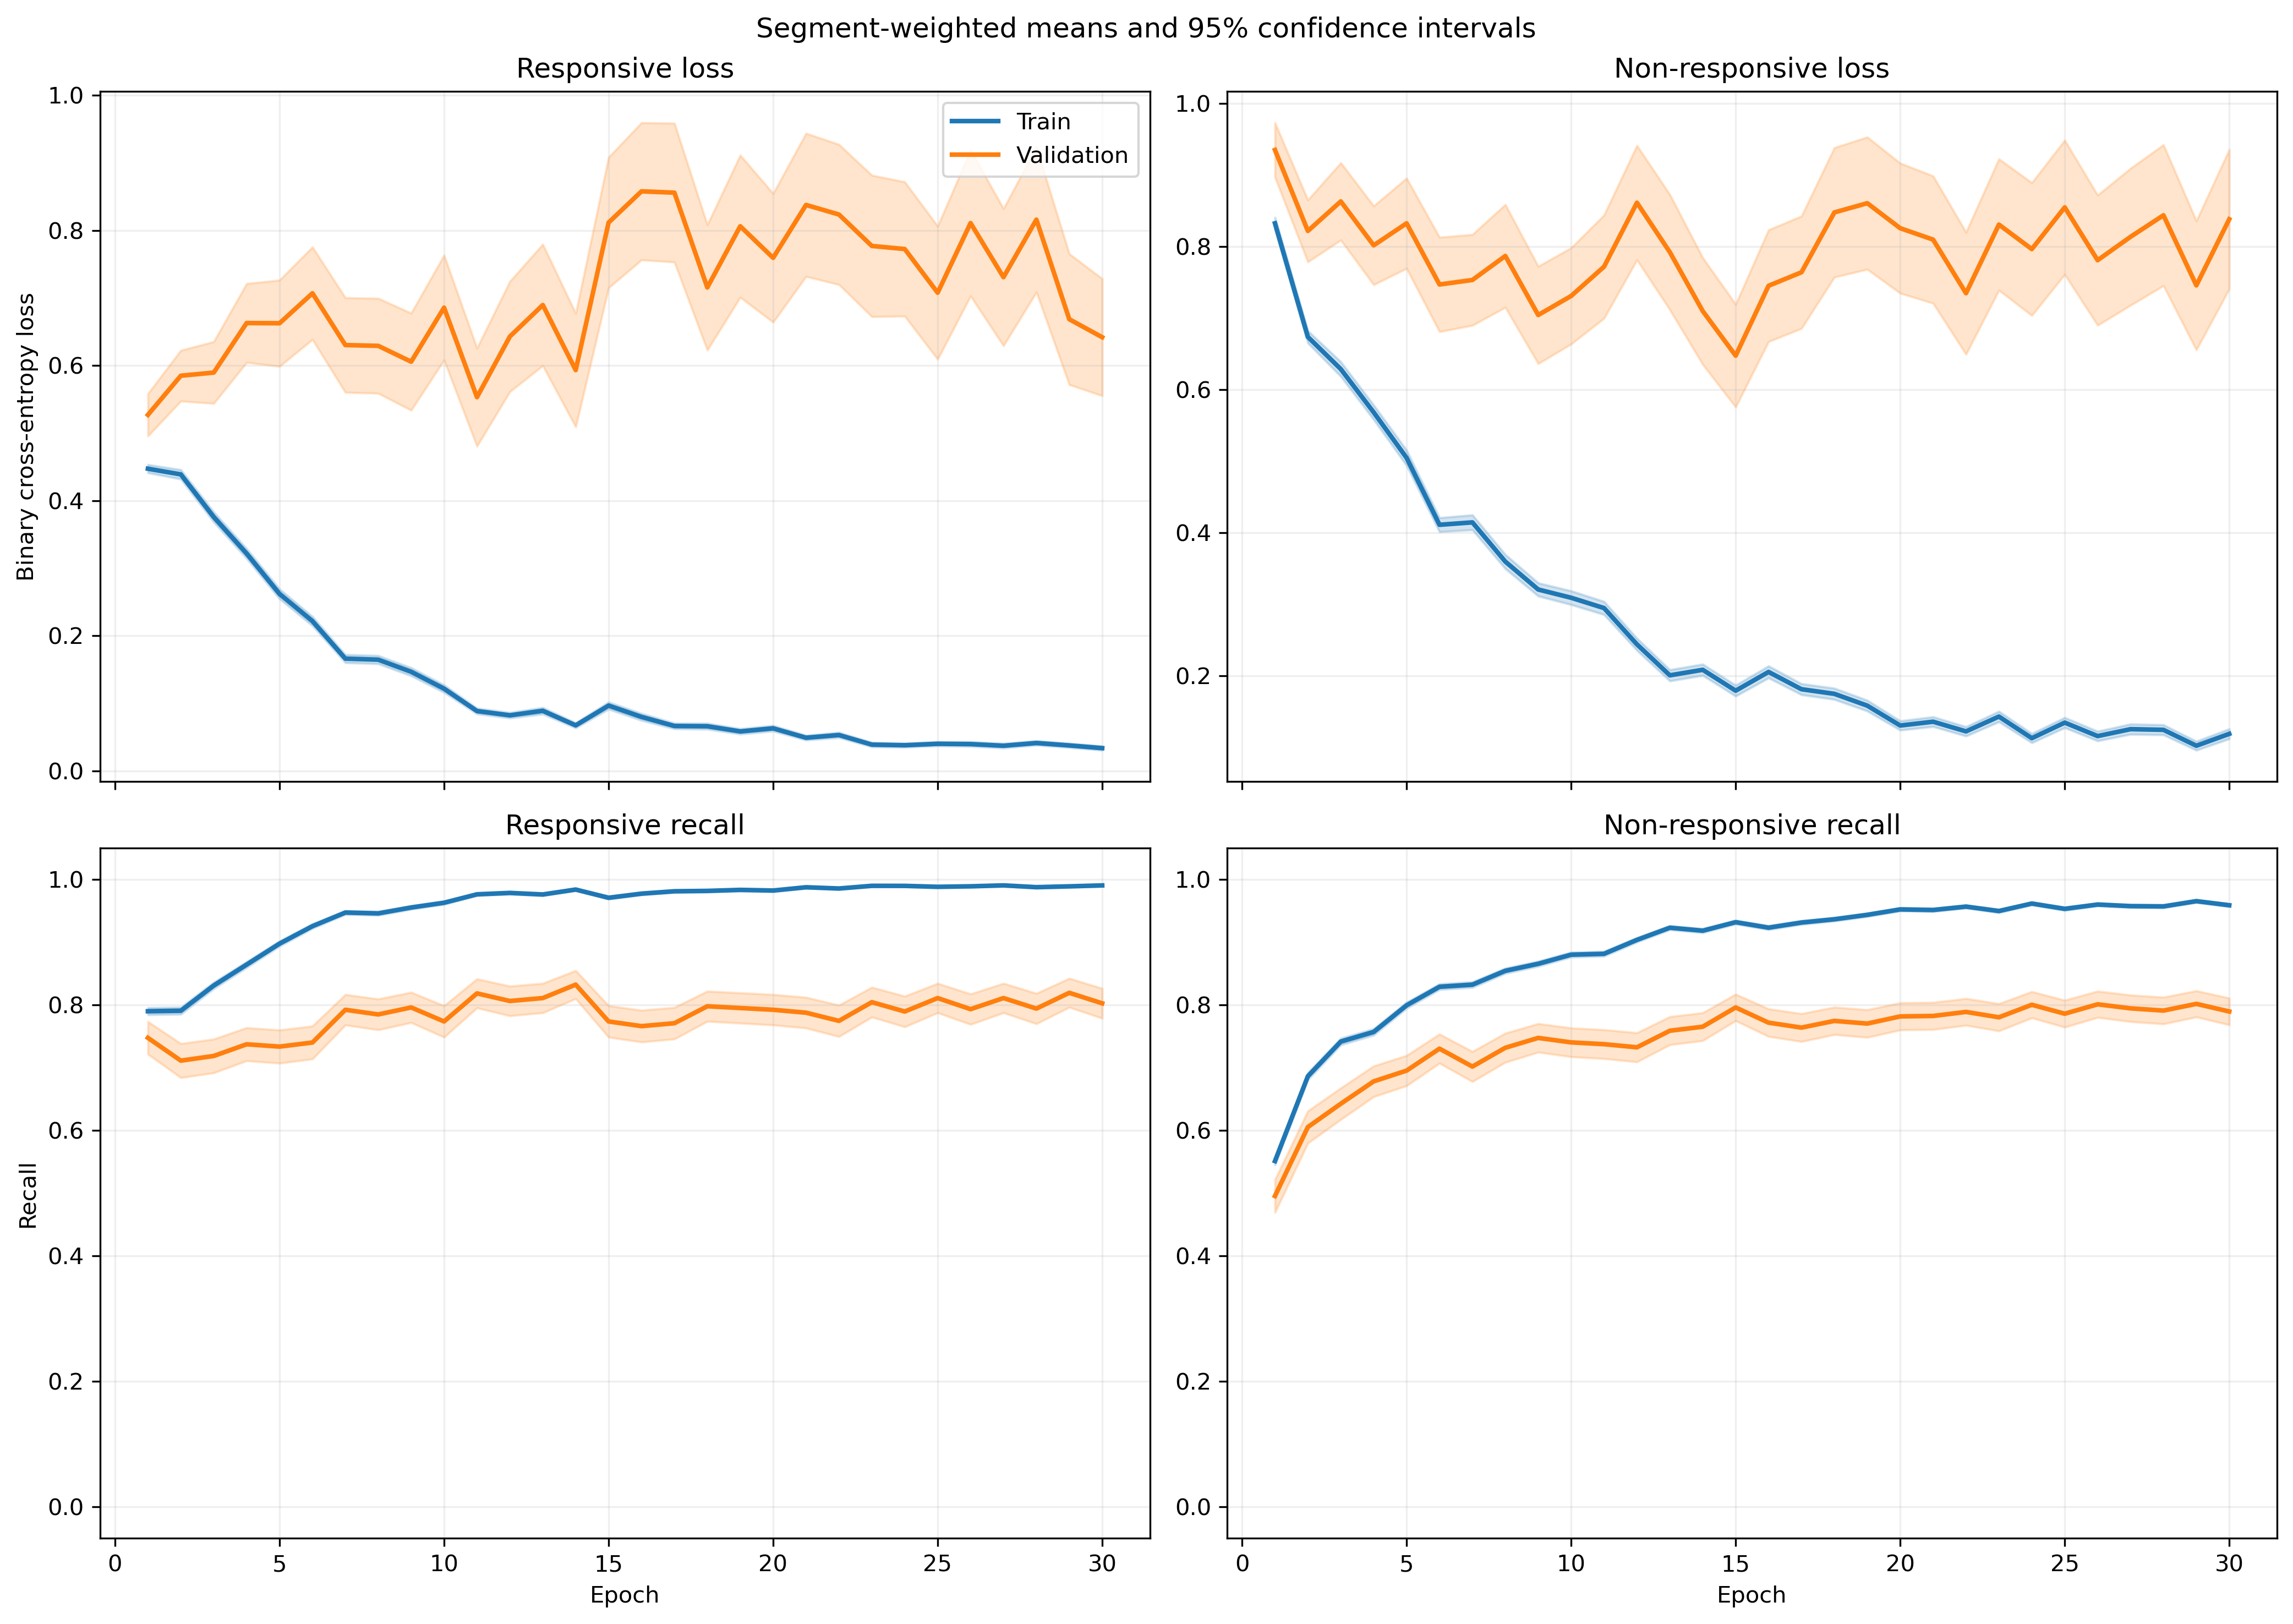 Segment-weighted means and 95% confidence intervals
Responsive loss
Non-responsive loss
Binary cross-entropy loss
1.0
0.8
0.6
0.4
0.2
0.0
Train
Validation
1.0
0.8
0.6
0.4
0.2
Responsive recall
Non-responsive recall
Recall
1.0
0.8
0.6
0.4
0.2
0.0
0 5 10 15 20 25 30
Epoch
1.0
0.8
0.6
0.4
0.2
0.0
0 5 10 15 20 25 30
Epoch